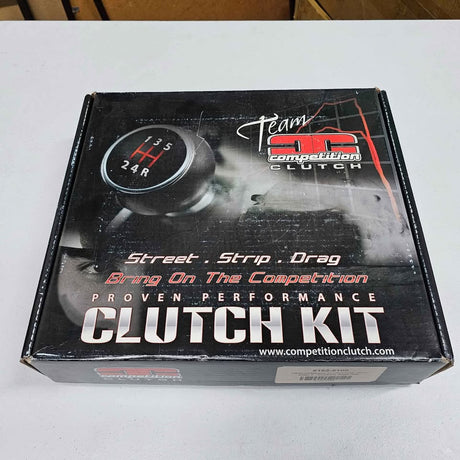 Team
competition
CLUTCH
1 3 5
2 4 R
Street . Strip . Drag
Bring On The Competition
PROVEN PERFORMANCE
CLUTCH KIT
www.competitionclutch.com